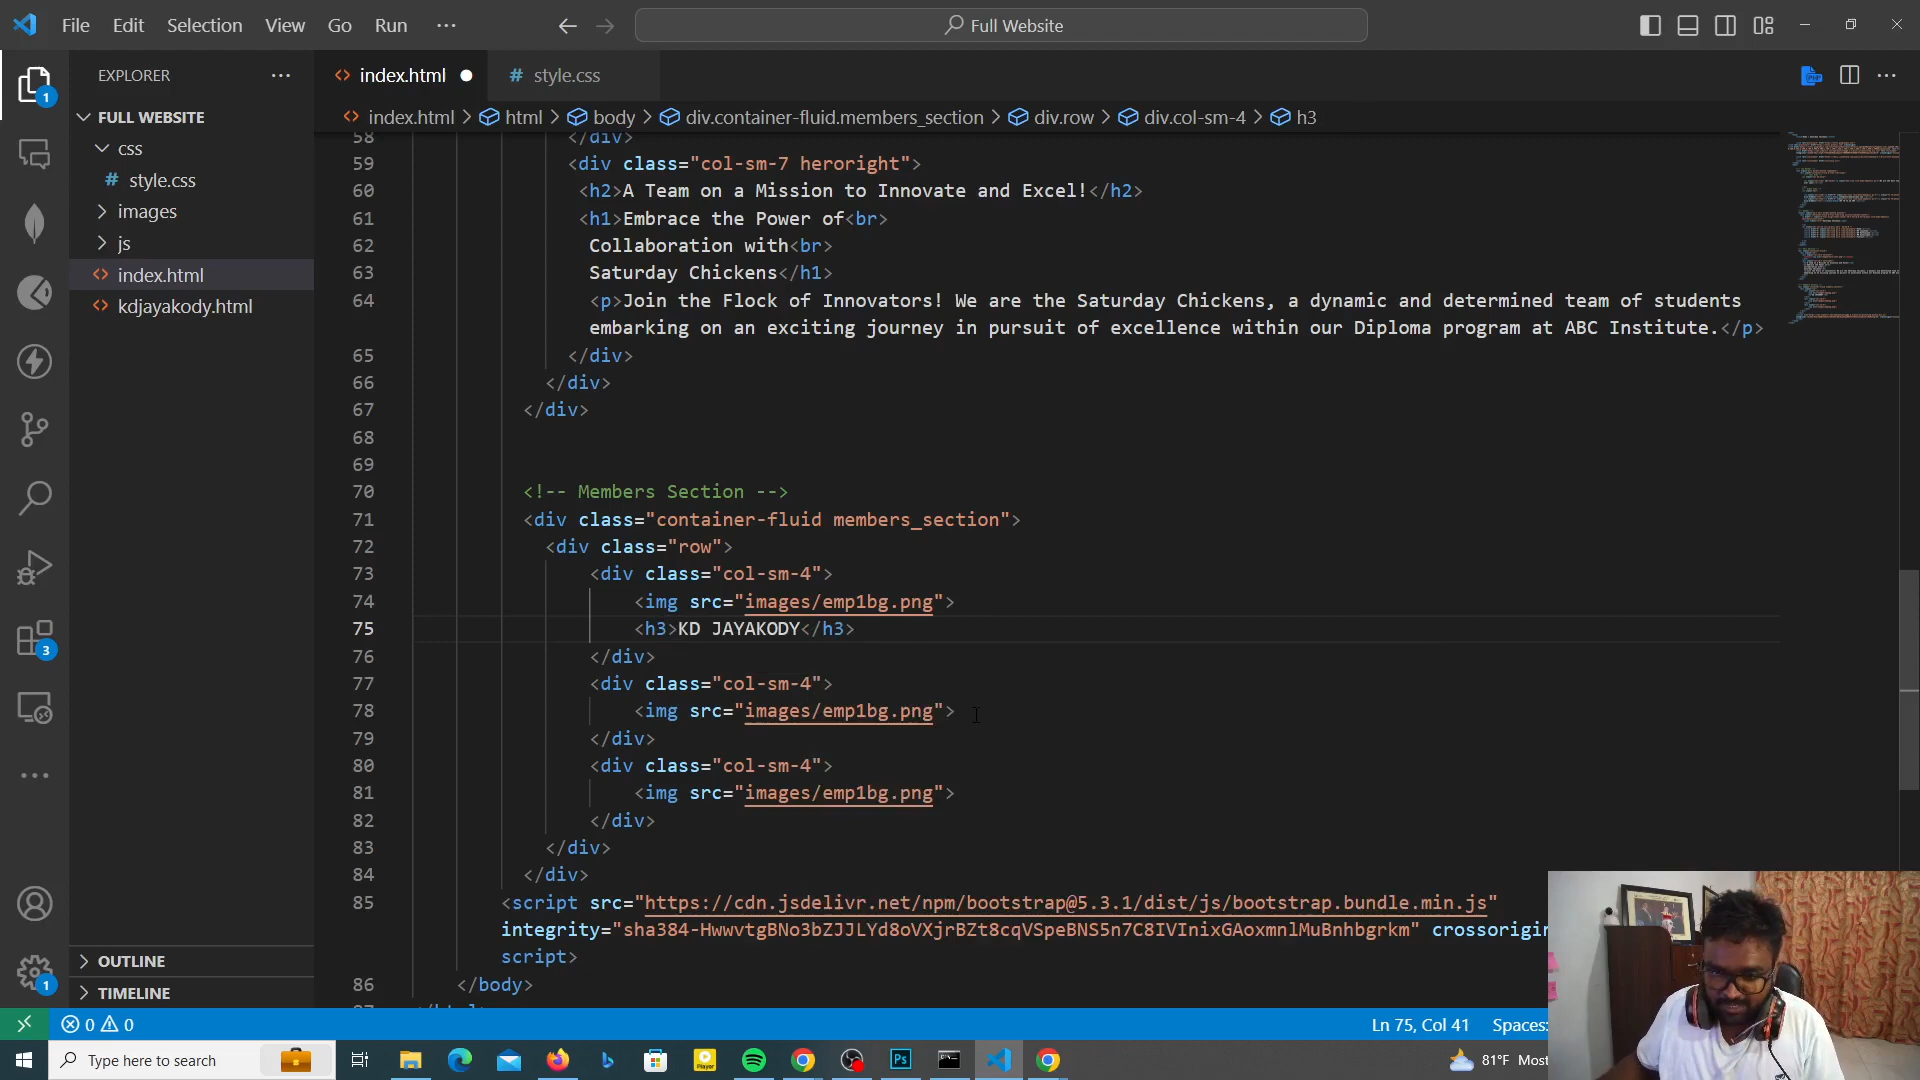 File Edit Selection View Go Run ··· Full Website
EXPLORER ···
index.html
style.css
FULL WEBSITE
css
style.css
images
js
index.html
kdjayakody.html
OUTLINE
TIMELINE
index.html > html > body > div.container-fluid.members_section > div.row > div.col-sm-4 > h3
58 </div>
59 <div class="col-sm-7 heroright">
60 <h2>A Team on a Mission to Innovate and Excel!</h2>
61 <h1>Embrace the Power of<br>
62 Collaboration with<br>
63 Saturday Chickens</h1>
64 <p>Join the Flock of Innovators! We are the Saturday Chickens, a dynamic and determined team of students
embarking on an exciting journey in pursuit of excellence within our Diploma program at ABC Institute.</p>
65 </div>
66 </div>
67 </div>
68
69
70 <!-- Members Section -->
71 <div class="container-fluid members_section">
72 <div class="row">
73 <div class="col-sm-4">
74 <img src="images/emp1bg.png">
75 <h3>KD JAYAKODY</h3>
76 </div>
77 <div class="col-sm-4">
78 <img src="images/emp1bg.png">
79 </div>
80 <div class="col-sm-4">
81 <img src="images/emp1bg.png">
82 </div>
83 </div>
84 </div>
85 <script src="https://cdn.jsdelivr.net/npm/bootstrap@5.3.1/dist/js/bootstrap.bundle.min.js"
integrity="sha384-HwwvtgBNo3bZJJLYd8oVXjrBZt8cqVSpeBNS5n7C8IVInixGAoxmnlMuBnhbgrkm" crossorigin
script>
86 </body>
1
3
1
0 0
Ln 75, Col 41 Spaces:
Type here to search
81°F Most